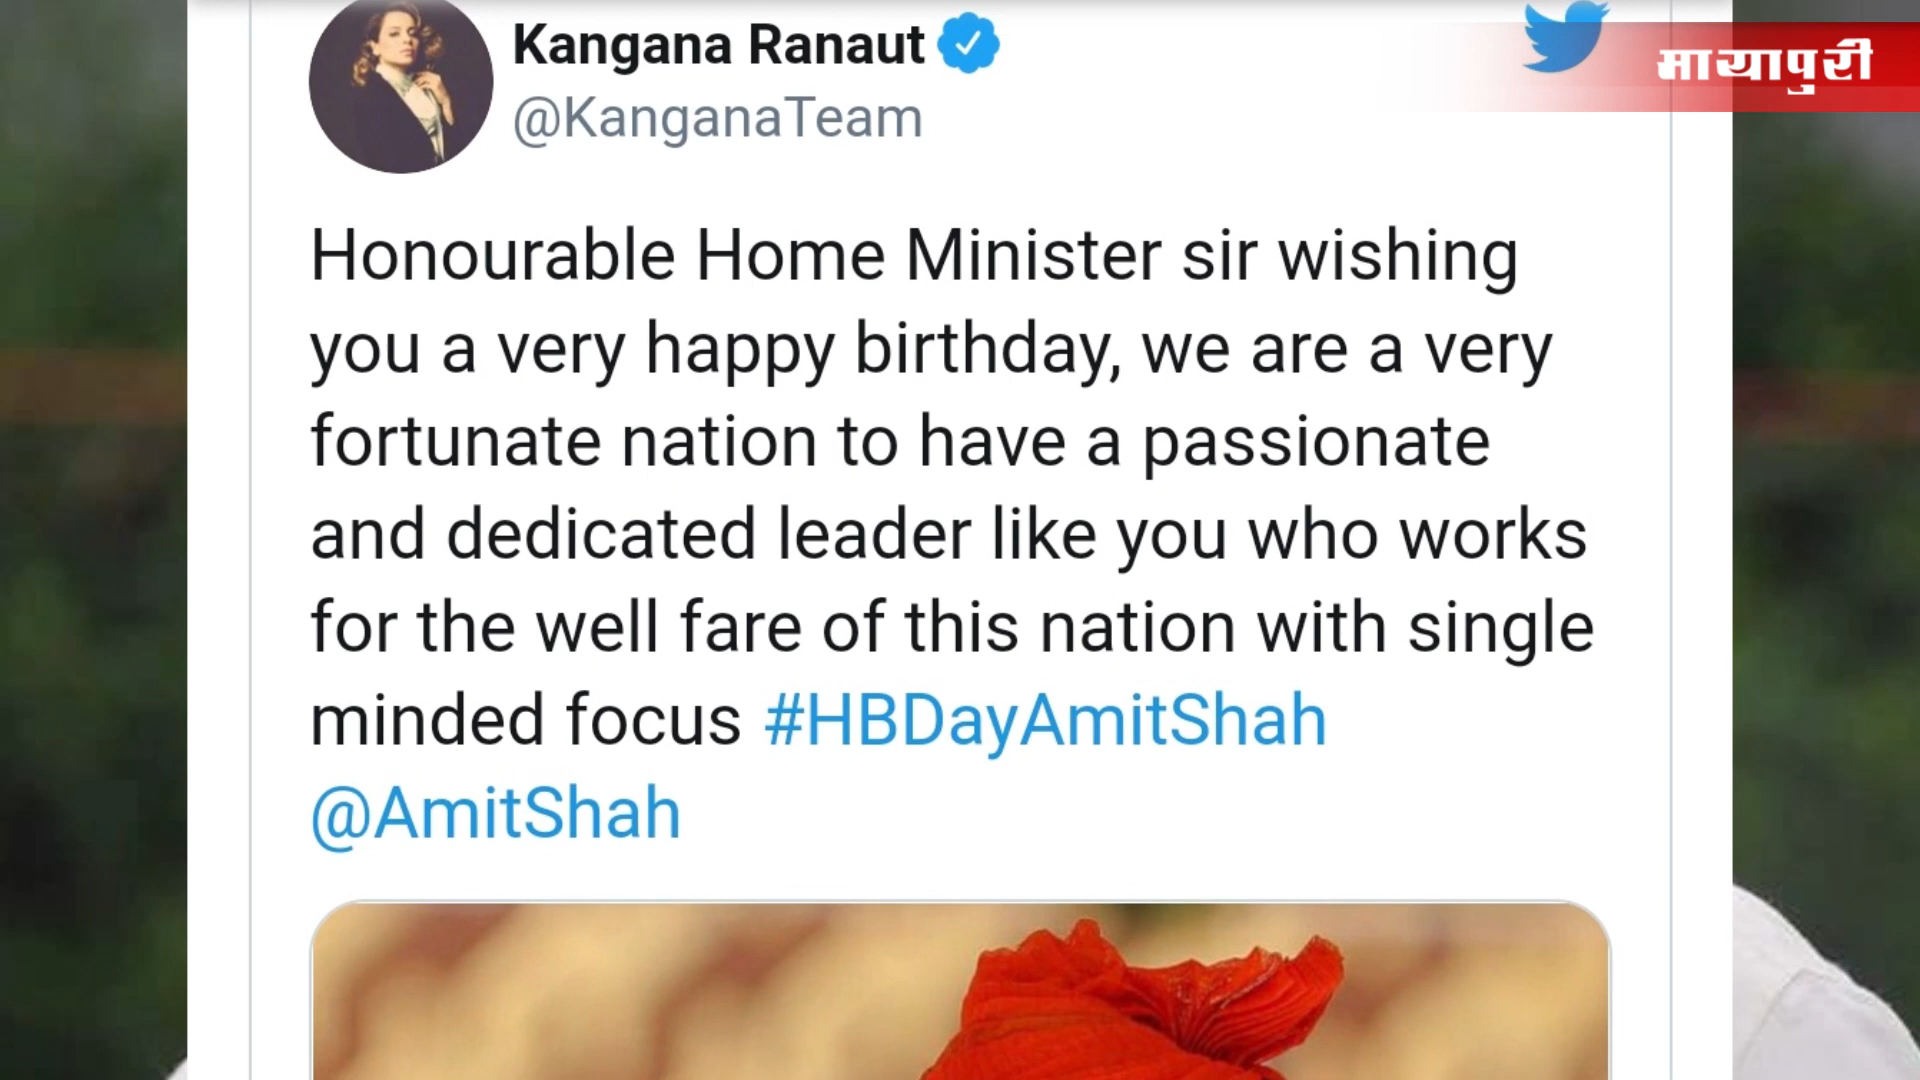 Kangana Ranaut
मायापुरी
@KanganaTeam
Honourable Home Minister sir wishing
you a very happy birthday, we are a very
fortunate nation to have a passionate
and dedicated leader like you who works
for the well fare of this nation with single
minded focus #HBDayAmitShah
@AmitShah